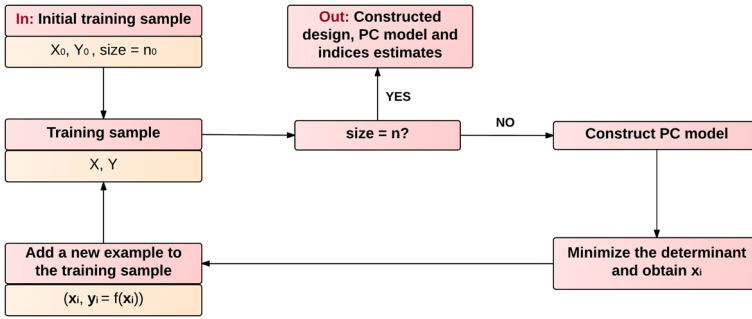 In: Initial training sample
X₀, Y₀ , size = n₀
Out: Constructed
design, PC model and
indices estimates
YES
Training sample
X, Y
size = n?
NO
Construct PC model
Add a new example to
the training sample
(xᵢ, yᵢ = f(xᵢ))
Minimize the determinant
and obtain xᵢ